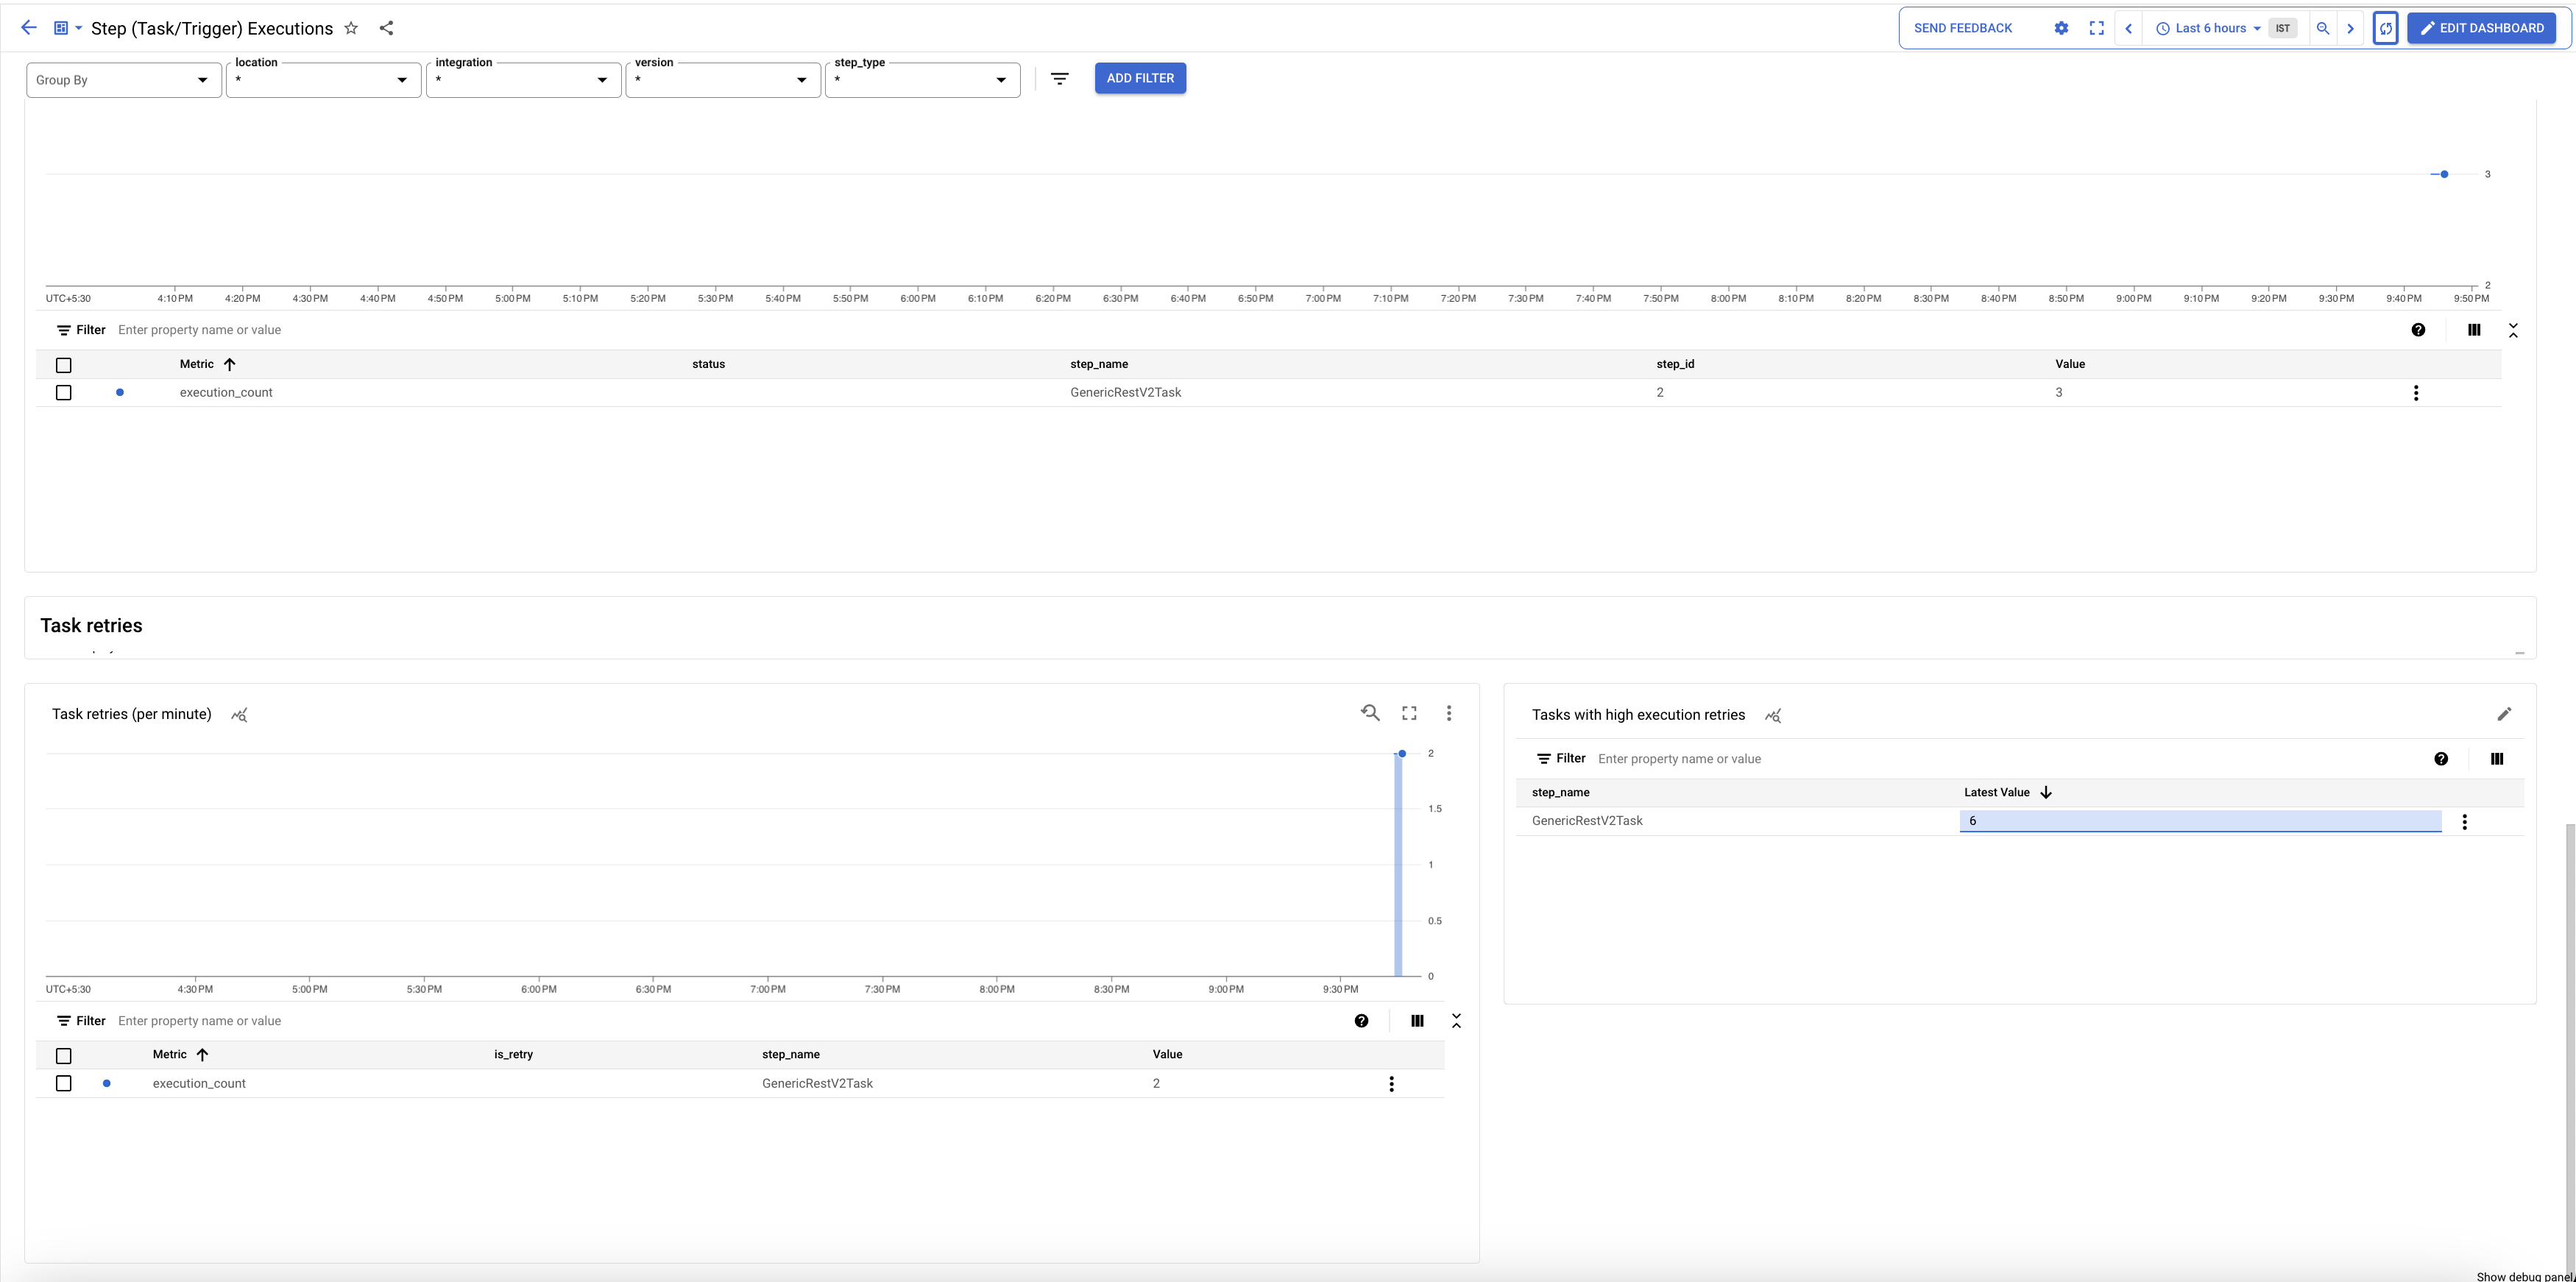 Step (Task/Trigger) Executions
SEND FEEDBACK
Last 6 hours IST
EDIT DASHBOARD
Group By
location
*
integration
*
version
*
step_type
*
ADD FILTER
3
2
UTC+5:30 4:10 PM 4:20 PM 4:30 PM 4:40 PM 4:50 PM 5:00 PM 5:10 PM 5:20 PM 5:30 PM 5:40 PM 5:50 PM 6:00 PM 6:10 PM 6:20 PM 6:30 PM 6:40 PM 6:50 PM 7:00 PM 7:10 PM 7:20 PM 7:30 PM 7:40 PM 7:50 PM 8:00 PM 8:10 PM 8:20 PM 8:30 PM 8:40 PM 8:50 PM 9:00 PM 9:10 PM 9:20 PM 9:30 PM 9:40 PM 9:50 PM
Filter Enter property name or value
Metric status step_name step_id Value
execution_count GenericRestV2Task 2 3
Task retries
Task retries (per minute)
2
1.5
1
0.5
0
UTC+5:30 4:30 PM 5:00 PM 5:30 PM 6:00 PM 6:30 PM 7:00 PM 7:30 PM 8:00 PM 8:30 PM 9:00 PM 9:30 PM
Filter Enter property name or value
Metric is_retry step_name Value
execution_count GenericRestV2Task 2
Tasks with high execution retries
Filter Enter property name or value
step_name Latest Value
GenericRestV2Task 6
Show debug panel